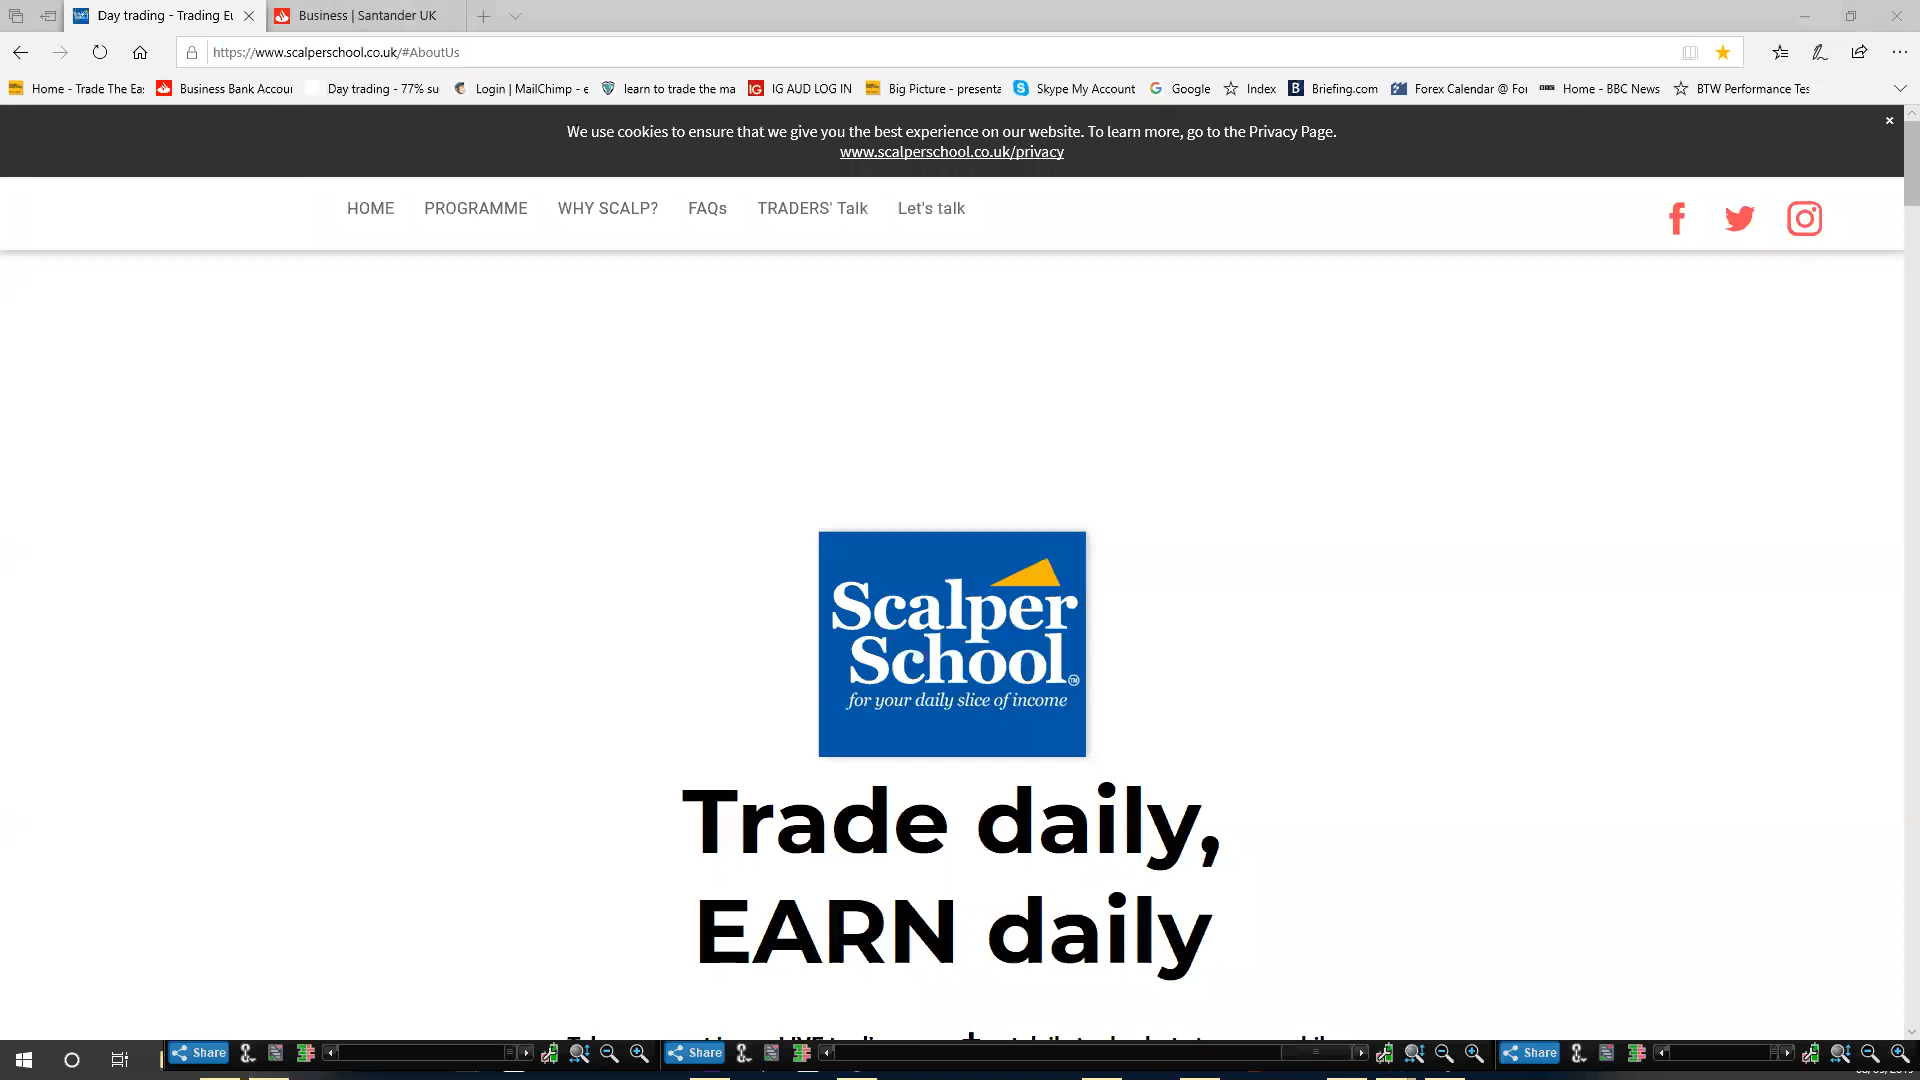 Day trading - Trading Eu
Business | Santander UK
https://www.scalperschool.co.uk/#AboutUs
Home - Trade The Eas
Business Bank Accour
Day trading - 77% su
Login | MailChimp - e
learn to trade the ma
IG AUD LOG IN
Big Picture - presenta
Skype My Account
Google
Index
Briefing.com
Forex Calendar @ For
Home - BBC News
BTW Performance Tes
We use cookies to ensure that we give you the best experience on our website. To learn more, go to the Privacy Page.
www.scalperschool.co.uk/privacy
HOME
PROGRAMME
WHY SCALP?
FAQs
TRADERS' Talk
Let's talk
Scalper
School™
for your daily slice of income
Trade daily,
EARN daily
Share
Share
Share